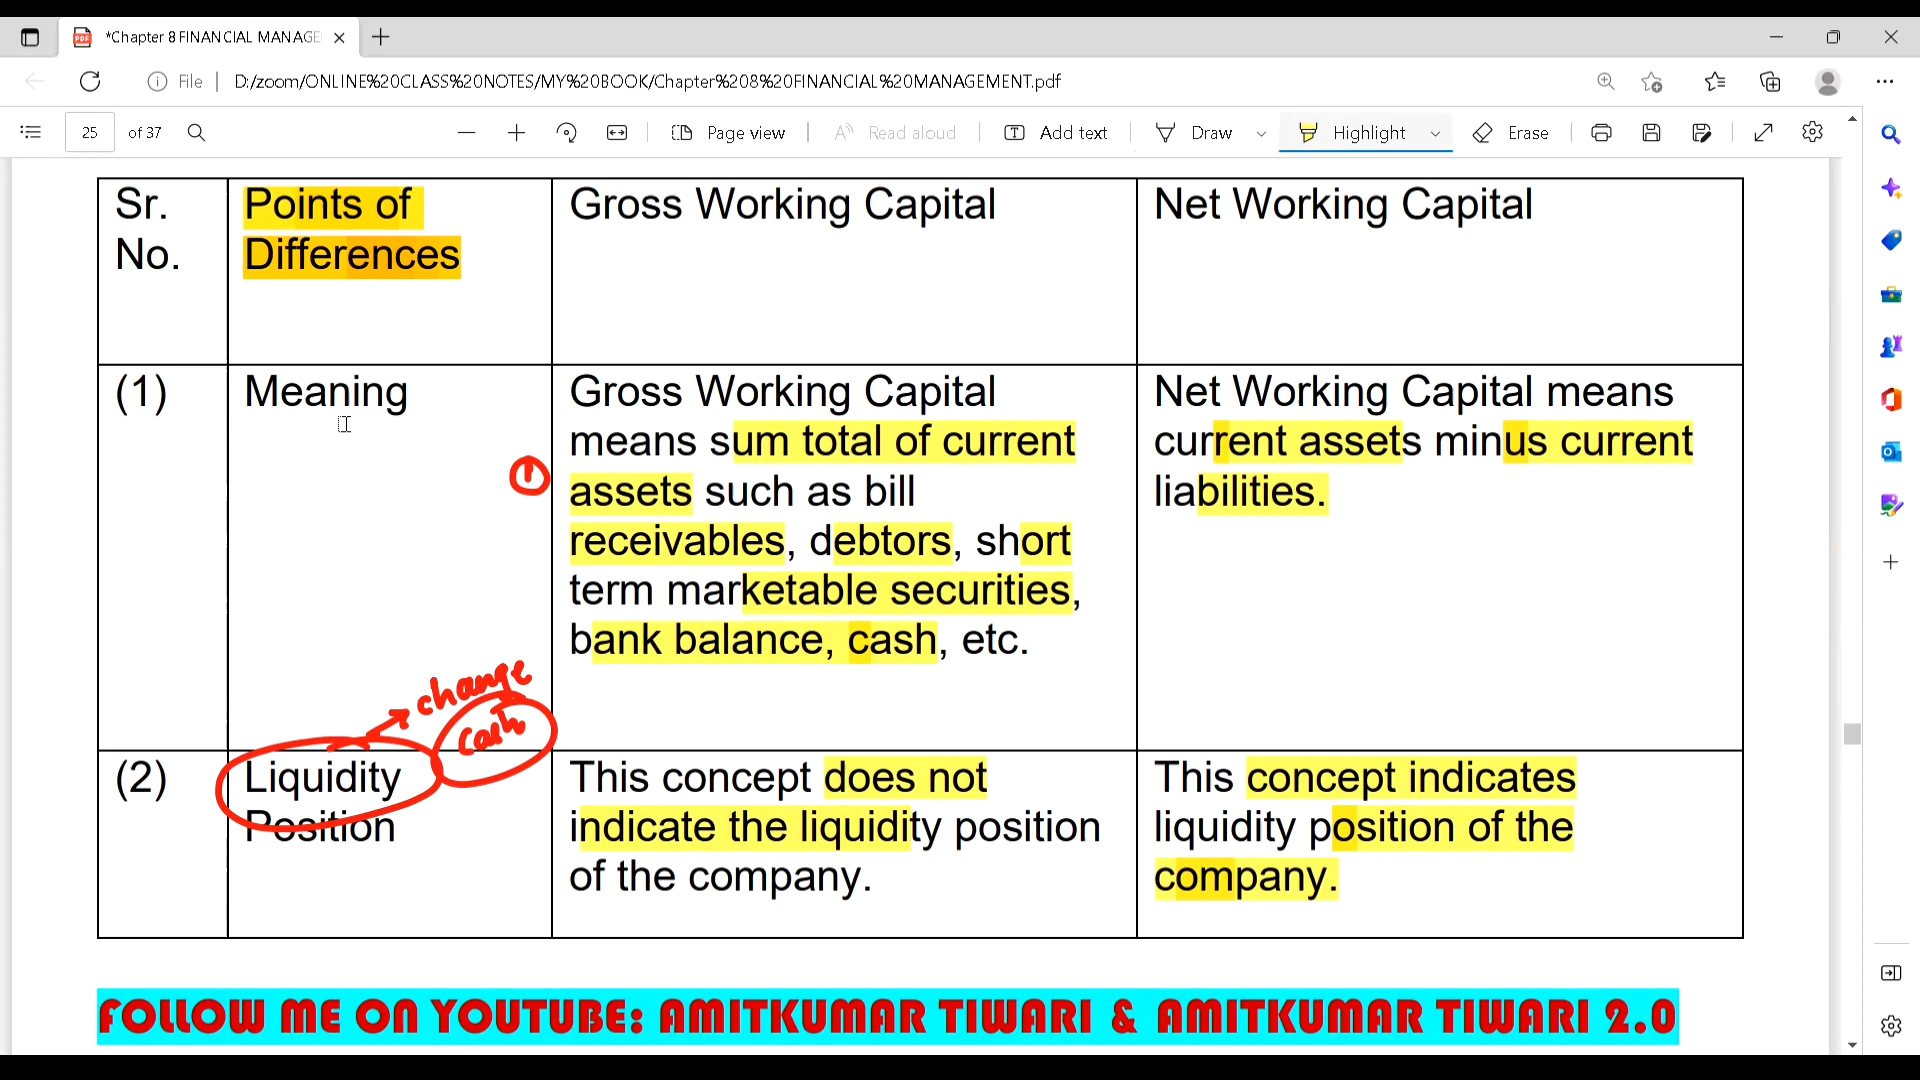 *Chapter 8 FINANCIAL MANAGE
File
D:/zoom/ONLINE%20CLASS%20NOTES/MY%20BOOK/Chapter%208%20FINANCIAL%20MANAGEMENT.pdf
25 of 37
Page view
Read aloud
Add text
Draw
Highlight
Erase
Sr.
No.
Points of
Differences
Gross Working Capital
Net Working Capital
(1)
Meaning
Gross Working Capital
means sum total of current
assets such as bill
receivables, debtors, short
term marketable securities,
bank balance, cash, etc.
Net Working Capital means
current assets minus current
liabilities.
1
change
cash
(2)
Liquidity
Position
This concept does not
indicate the liquidity position
of the company.
This concept indicates
liquidity position of the
company.
FOLLOW ME ON YOUTUBE: AMITKUMAR TIWARI & AMITKUMAR TIWARI 2.0